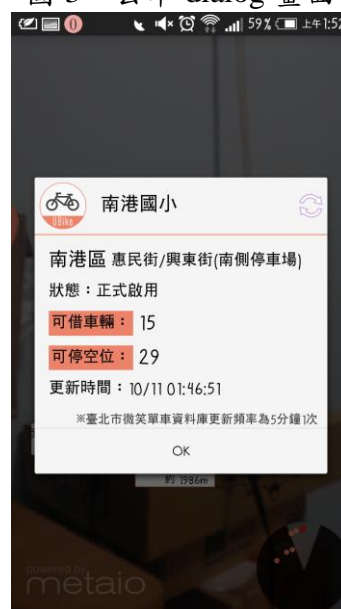 圖 5 公車 dialog 畫面
0 59% 上午1:52
UBike
南港國小
南港區 惠民街/興東街(南側停車場)
狀態：正式啟用
可借車輛： 15
可停空位： 29
更新時間：10/11 01:46:51
※臺北市微笑單車資料庫更新頻率為5分鐘1次
OK
約 1986m
powered by
metaio